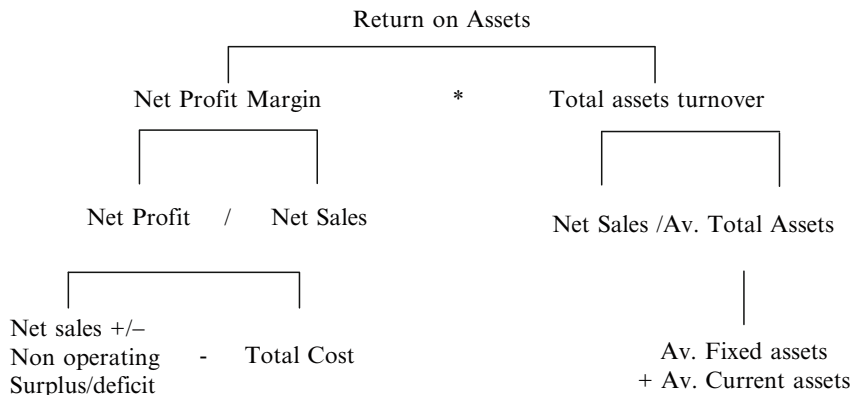 Return on Assets
Net Profit Margin * Total assets turnover
Net Profit / Net Sales Net Sales /Av. Total Assets
Net sales +/–
Non operating - Total Cost
Surplus/deficit
Av. Fixed assets
+ Av. Current assets